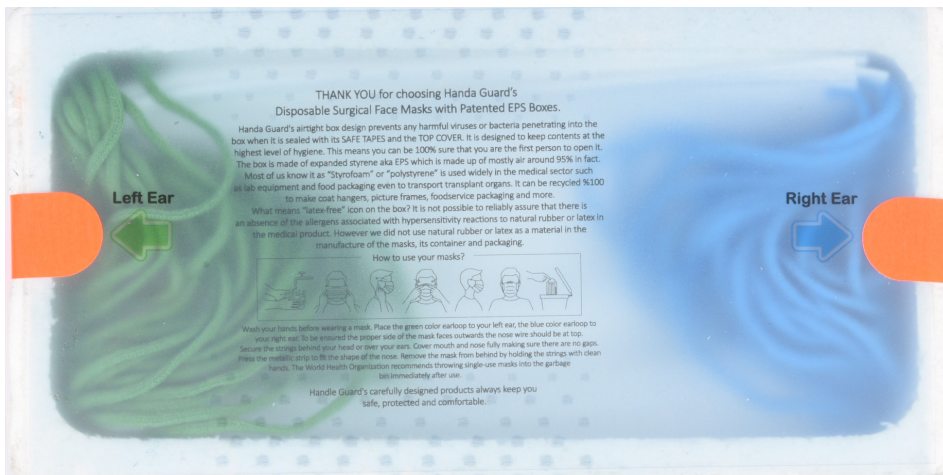 THANK YOU for choosing Handa Guard's
Disposable Surgical Face Masks with Patented EPS Boxes.
Handa Guard's airtight box design prevents any harmful viruses or bacteria penetrating into the
box when it is sealed with its SAFE TAPES and the TOP COVER. It is designed to keep contents at the
highest level of hygiene. This means you can be 100% sure that you are the first person to open it.
The box is made of expanded styrene aka EPS which is made up of mostly air around 95% in fact.
Most of us know it as "Styrofoam" or "polystyrene" is used widely in the medical sector such
as lab equipment and food packaging even to transport transplant organs. It can be recycled %100
to make coat hangers, picture frames, foodservice packaging and more.
What means "latex-free" icon on the box? It is not possible to reliably assure that there is
an absence of the allergens associated with hypersensitivity reactions to natural rubber or latex in
the medical product. However we did not use natural rubber or latex as a material in the
manufacture of the masks, its container and packaging.
Left Ear
Right Ear
How to use your masks?
Wash your hands before wearing a mask. Place the green color earloop to your left ear, the blue color earloop to
your right ear. To be ensured the proper side of the mask faces outwards the nose wire should be at top.
Secure the strings behind your head or over your ears. Cover mouth and nose fully making sure there are no gaps.
Press the metallic strip to fit the shape of the nose. Remove the mask from behind by holding the strings with clean
hands. The World Health Organization recommends throwing single-use masks into the garbage
bin immediately after use.
Handle Guard's carefully designed products always keep you
safe, protected and comfortable.